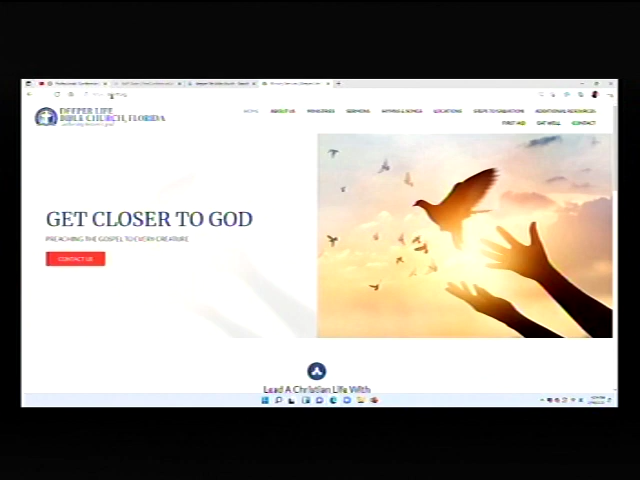 DEEPER LIFE
BIBLE CHURCH, FLORIDA
HOME ABOUT US MINISTRIES SERMONS HYMNS & SONGS LOCATIONS STEPS TO SALVATION ADDITIONAL RESOURCES
FIRST AID EAT WELL CONTACT
GET CLOSER TO GOD
PREACHING THE GOSPEL TO EVERY CREATURE
CONTACT US
Lead A Christian Life With